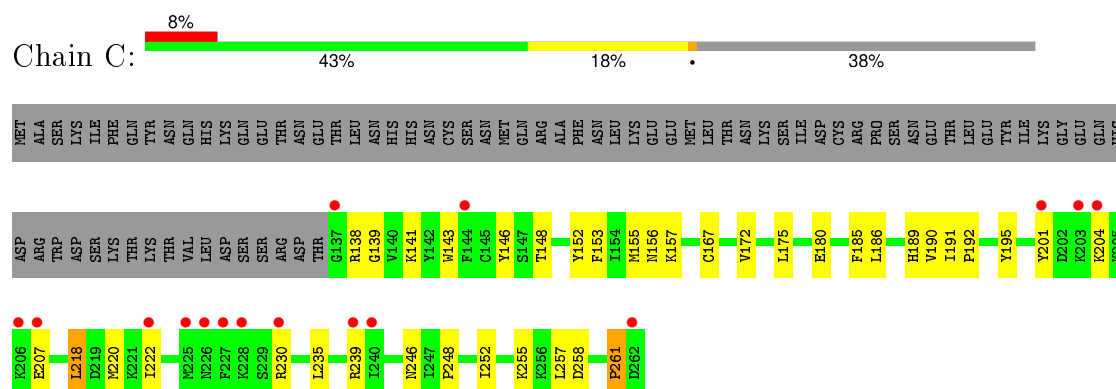 8%
Chain C:
43% 18% • 38%
MET ALA SER LYS ILE PHE GLN TYR ASN GLN HIS LYS GLN GLU THR ASN GLU THR LEU ASN HIS HIS ASN CYS SER ASN MET GLN ARG ALA PHE ASN LEU LYS GLU GLU MET LEU THR ASN LYS SER ILE ASP CYS ARG PRO SER ASN GLU THR LEU GLU TYR ILE LYS GLY GLU GLN
ASP ARG TRP ASP SER LYS THR LYS THR VAL LEU ASP SER SER ARG ASP THR G137 R138 G139 V140 K141 Y142 W143 F144 C145 Y146 S147 T148 Y152 F153 I154 M155 N156 K157 C167 V172 L175 E180 F185 L186 H189 V190 I191 P192 Y195 Y201 D202 K203 K204
K206 E207 L218 D219 M220 K221 I222 M225 N226 F227 K228 S229 R230 L235 R239 I240 N246 I247 P248 I252 K255 K256 L257 D258 P261 D262